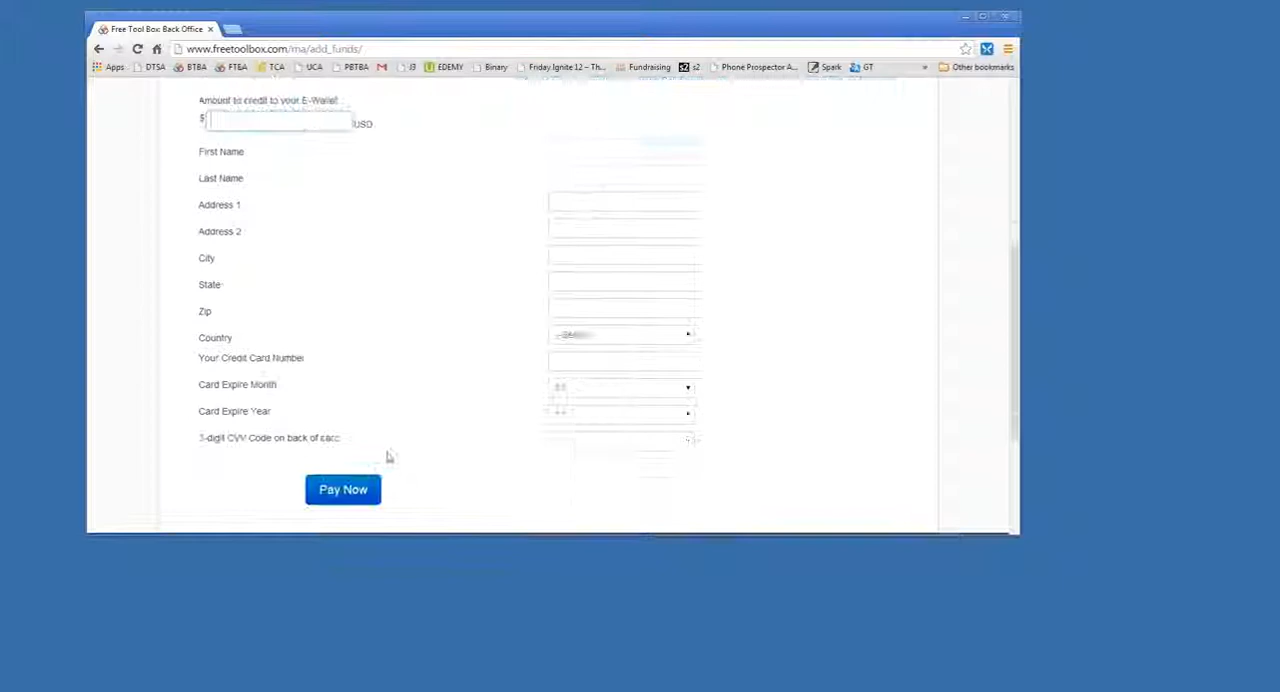 Free Tool Box: Back Office
www.freetoolbox.com/ma/add_funds/
Apps DTSA BTBA FTBA TCA UCA PBTBA I3 EDEMY Binary Friday Ignite 12 – Th... Fundraising s2 Phone Prospector A... Spark GT » Other bookmarks
Amount to credit to your E-Wallet
$ USD
First Name
Last Name
Address 1
Address 2
City
State
Zip
Country
Your Credit Card Number
Card Expire Month
Card Expire Year
3-digit CVV Code on back of card
Pay Now